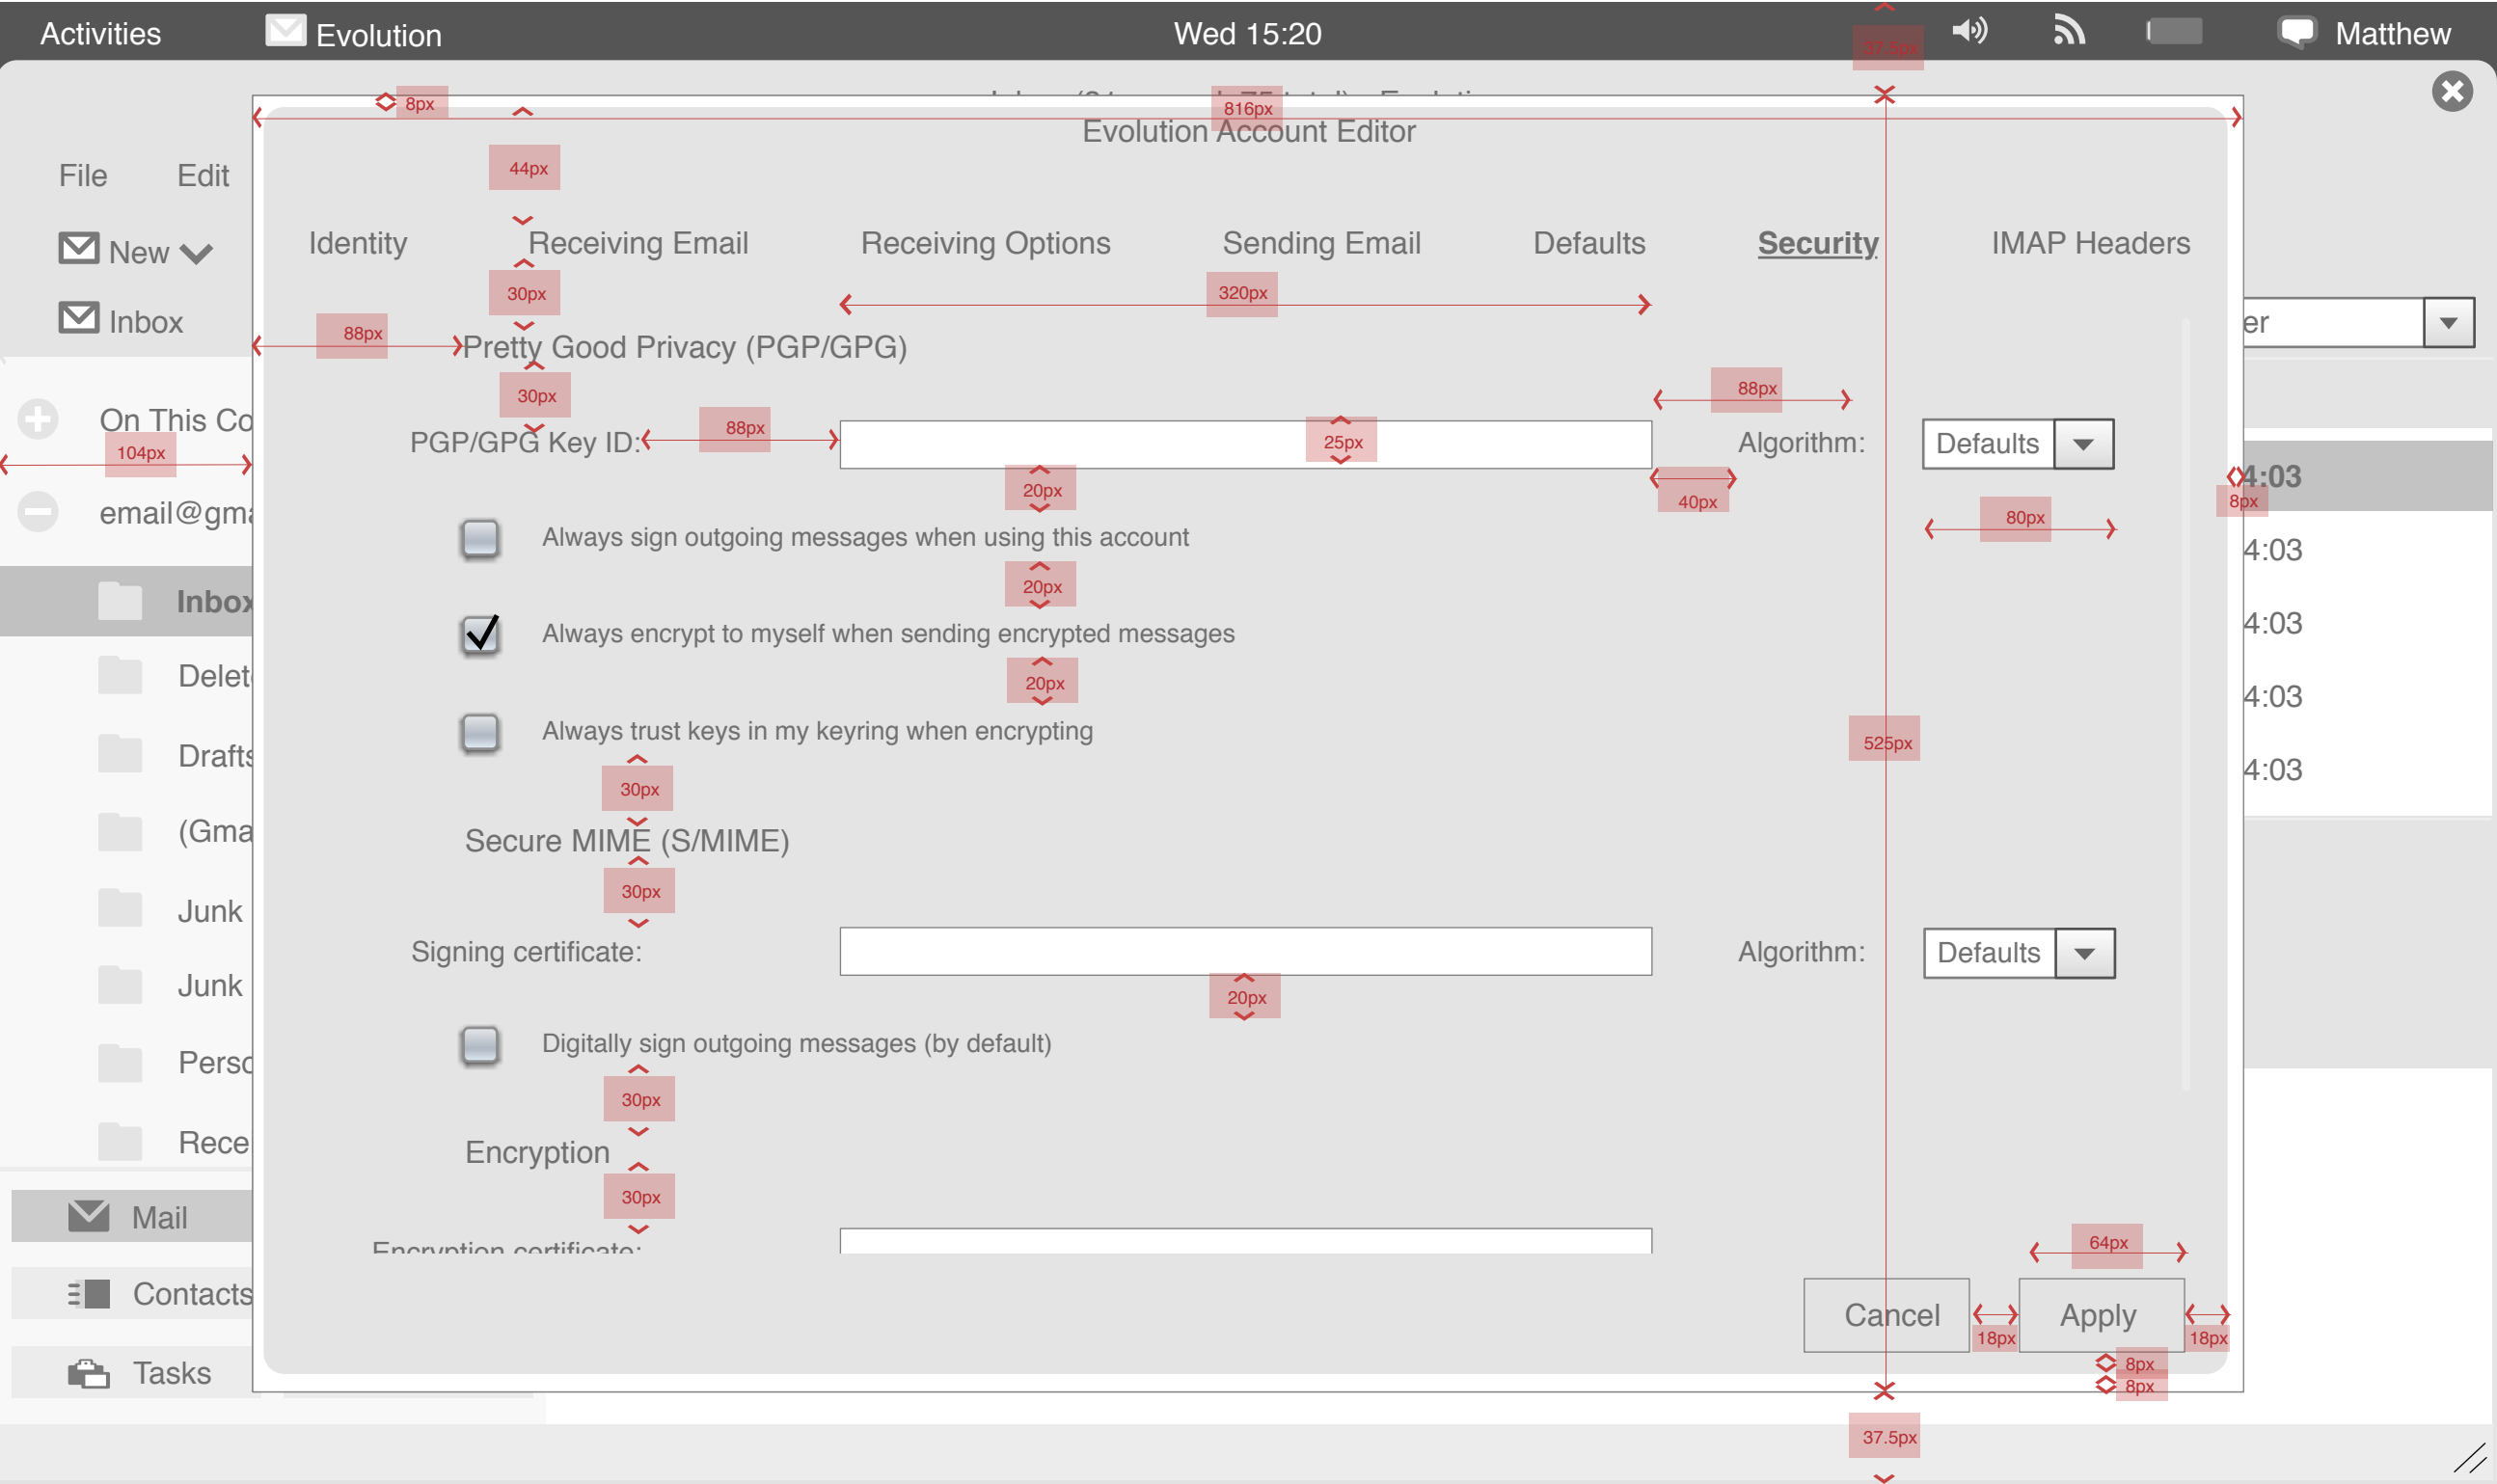 Activities Evolution Wed 15:20 37.5px Matthew
8px 816px
Evolution Account Editor
File Edit 44px
Identity Receiving Email Receiving Options Sending Email Defaults Security IMAP Headers
New
30px 320px
Inbox 88px er
Pretty Good Privacy (PGP/GPG)
30px 88px
On This Co
104px PGP/GPG Key ID: 88px 25px Algorithm: Defaults
4:03
20px 40px 8px
email@gma 80px
Always sign outgoing messages when using this account
4:03
20px
Inbox
Always encrypt to myself when sending encrypted messages 4:03
Delet 20px 4:03
Always trust keys in my keyring when encrypting
525px
Drafts 4:03
30px
(Gma Secure MIME (S/MIME)
30px
Junk
Signing certificate: Algorithm: Defaults
Junk 20px
Digitally sign outgoing messages (by default)
Perso
30px
Rece Encryption
30px
Mail
Encryption certificate: 64px
Contacts
Cancel Apply
18px 18px
Tasks 8px
8px
37.5px